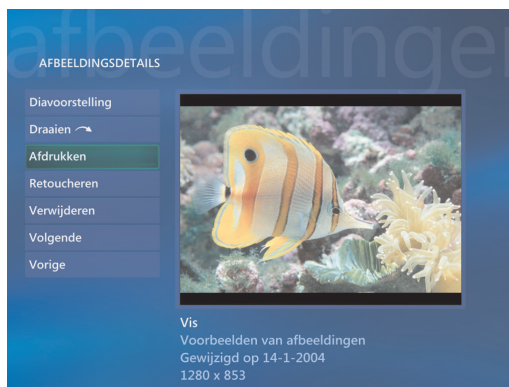 afbeeldingen
AFBEELDINGSDETAILS
Diavoorstelling
Draaien
Afdrukken
Retoucheren
Verwijderen
Volgende
Vorige
Vis
Voorbeelden van afbeeldingen
Gewijzigd op 14-1-2004
1280 x 853